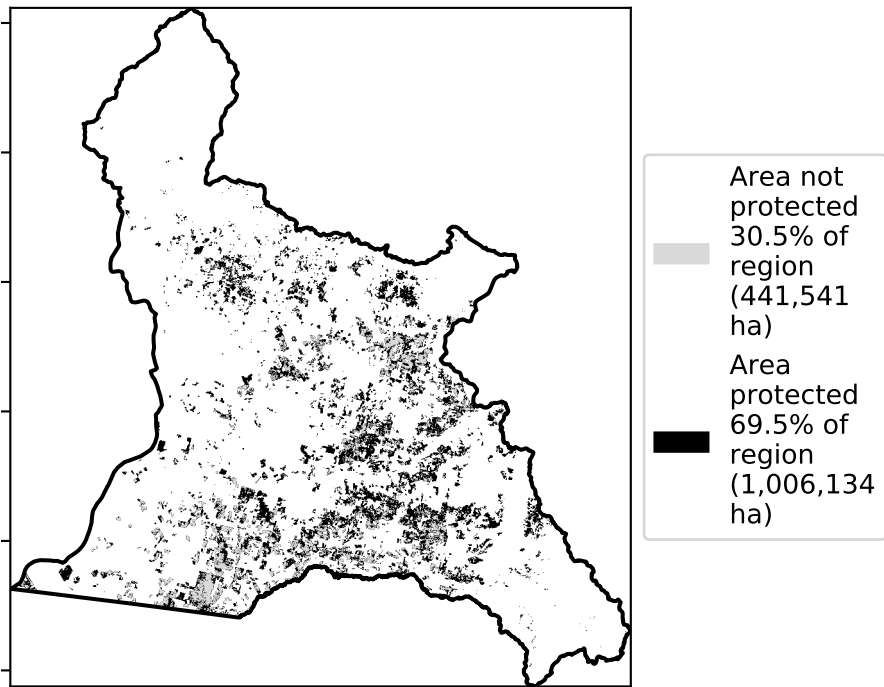 Area not
protected
30.5% of
region
(441,541
ha)
Area
protected
69.5% of
region
(1,006,134
ha)